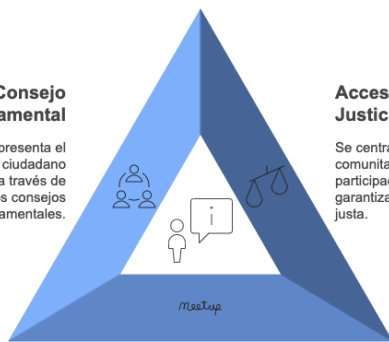 Consejo
amental
presenta el
ciudadano
a través de
s consejos
amentales.
Acces
Justic
Se centra
comunita
participac
garantiza
justa.
i
meetup